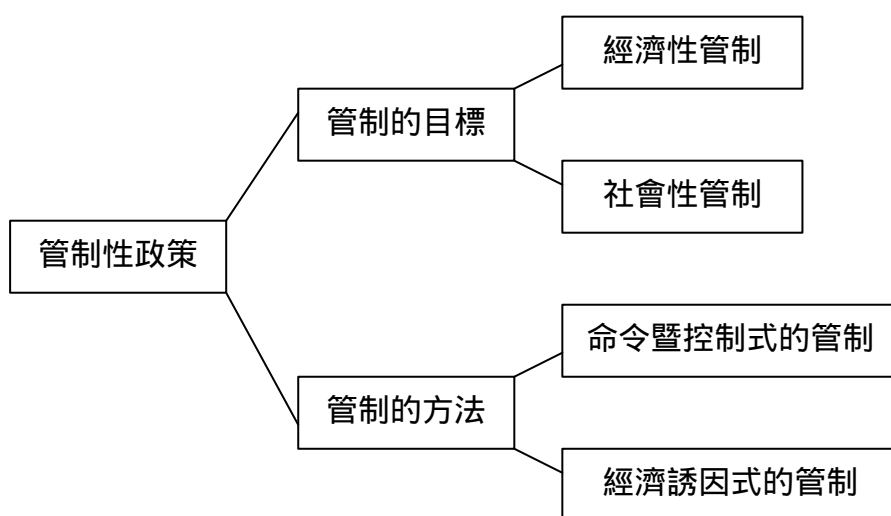 管制性政策
管制的目標
經濟性管制
社會性管制
管制的方法
命令暨控制式的管制
經濟誘因式的管制